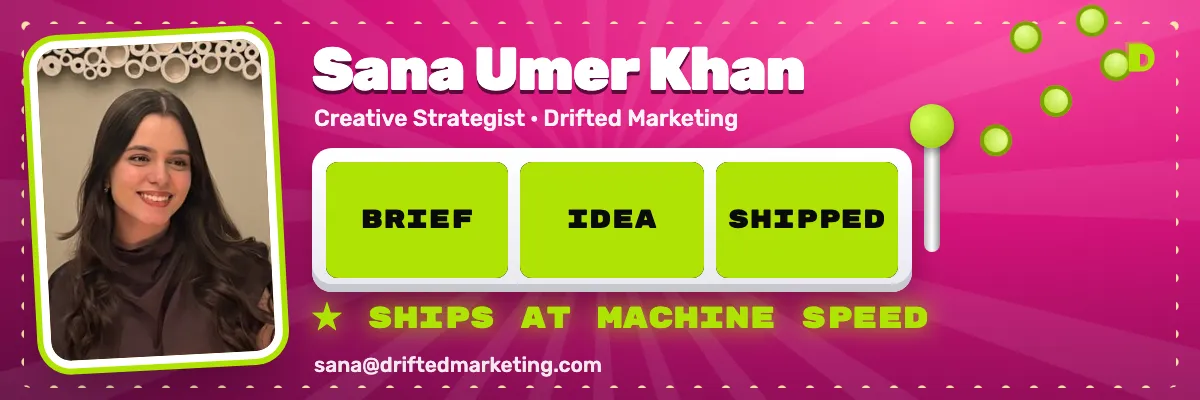 Sana Umer Khan
D
Creative Strategist • Drifted Marketing
BRIEF IDEA SHIPPED
★ SHIPS AT MACHINE SPEED
sana@driftedmarketing.com